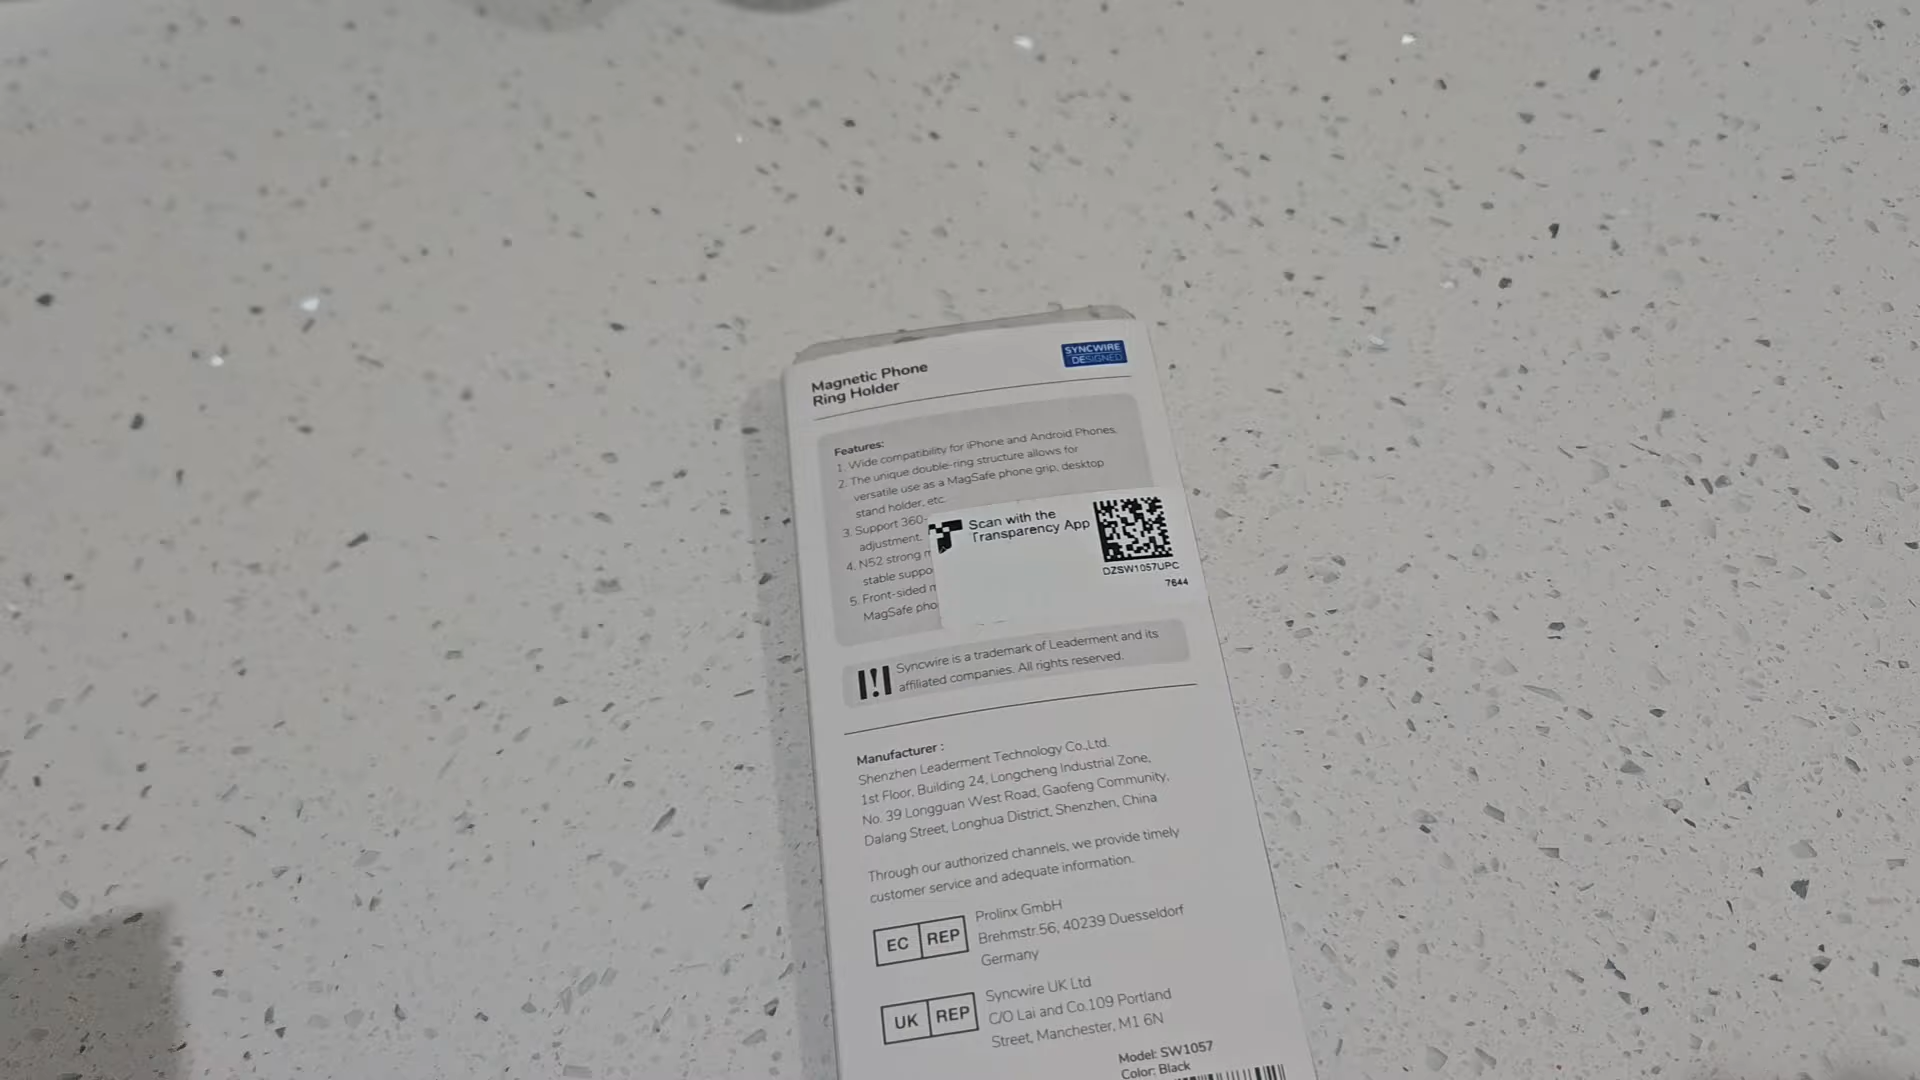 Magnetic Phone
Ring Holder
SYNCWIRE
DESIGNED
Features:
1. Wide compatibility for iPhone and Android Phones.
2. The unique double-ring structure allows for
versatile use as a MagSafe phone grip, desktop
stand holder, etc.
3. Support 360-
adjustment.
4. N52 strong
stable
5. Front-sided
MagSafe
Scan with the
Transparency App
DZSW1057UPC
7644
Syncwire is a trademark of Leaderment and its
affiliated companies. All rights reserved.
Manufacturer :
Shenzhen Leaderment Technology Co.,Ltd.
1st Floor, Building 24, Longcheng Industrial Zone,
No. 39 Longguan West Road, Gaofeng Community,
Dalang Street, Longhua District, Shenzhen, China
Through our authorized channels, we provide timely
customer service and adequate information.
EC REP
Prolinx GmbH
Brehmstr.56, 40239 Duesseldorf
Germany
UK REP
Syncwire UK Ltd
C/O Lai and Co.109 Portland
Street, Manchester, M1 6N
Model: SW1057
Color: Black